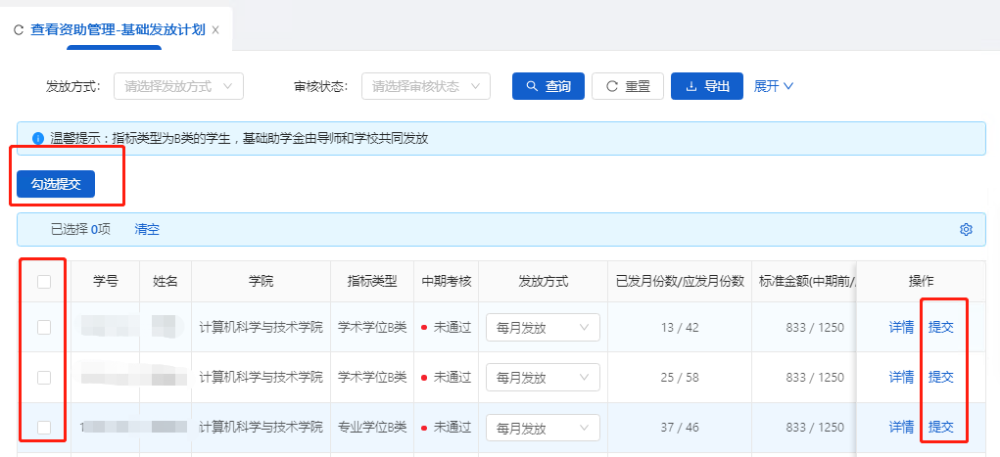 查看资助管理-基础发放计划 X
发放方式: 请选择发放方式 审核状态: 请选择审核状态 查询 重置 导出 展开
温馨提示：指标类型为B类的学生，基础助学金由导师和学校共同发放
勾选提交
已选择 0项 清空
学号 姓名 学院 指标类型 中期考核 发放方式 已发月份数/应发月份数 标准金额(中期前/ 操作
计算机科学与技术学院 学术学位B类 未通过 每月发放 13 / 42 833 / 1250 详情 提交
计算机科学与技术学院 学术学位B类 未通过 每月发放 25 / 58 833 / 1250 详情 提交
计算机科学与技术学院 专业学位B类 未通过 每月发放 37 / 46 833 / 1250 详情 提交